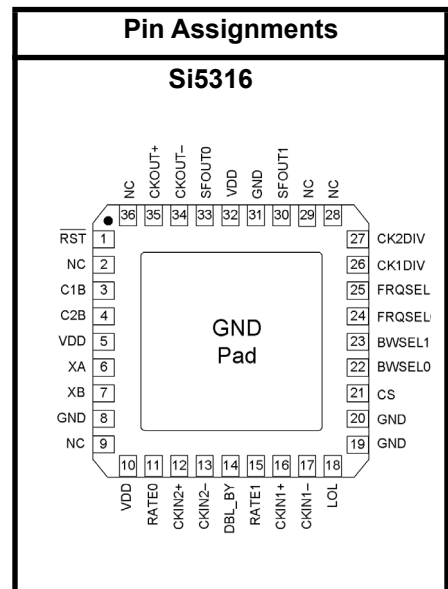 Pin Assignments
Si5316
NC
CKOUT+
CKOUT–
SFOUT0
VDD
GND
SFOUT1
NC
NC
36 35 34 33 32 31 30 29 28
RST 1
NC 2
C1B 3
C2B 4
VDD 5
XA 6
XB 7
GND 8
NC 9
GND
Pad
27 CK2DIV
26 CK1DIV
25 FRQSEL
24 FRQSEL
23 BWSEL1
22 BWSEL0
21 CS
20 GND
19 GND
10 11 12 13 14 15 16 17 18
VDD
RATE0
CKIN2+
CKIN2–
DBL_BY
RATE1
CKIN1+
CKIN1–
LOL